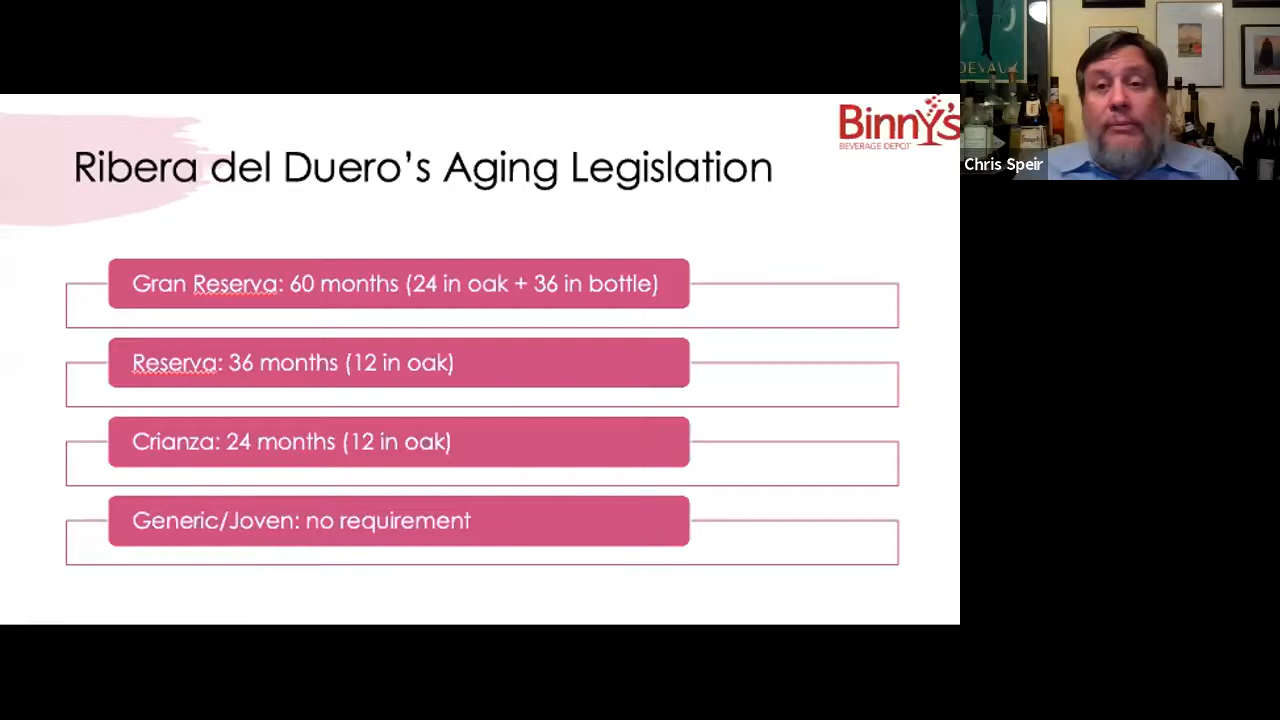 Binny's
BEVERAGE DEPOT
Ribera del Duero’s Aging Legislation
Gran Reserva: 60 months (24 in oak + 36 in bottle)
Reserva: 36 months (12 in oak)
Crianza: 24 months (12 in oak)
Generic/Joven: no requirement
DEVAUX
Chris Speir